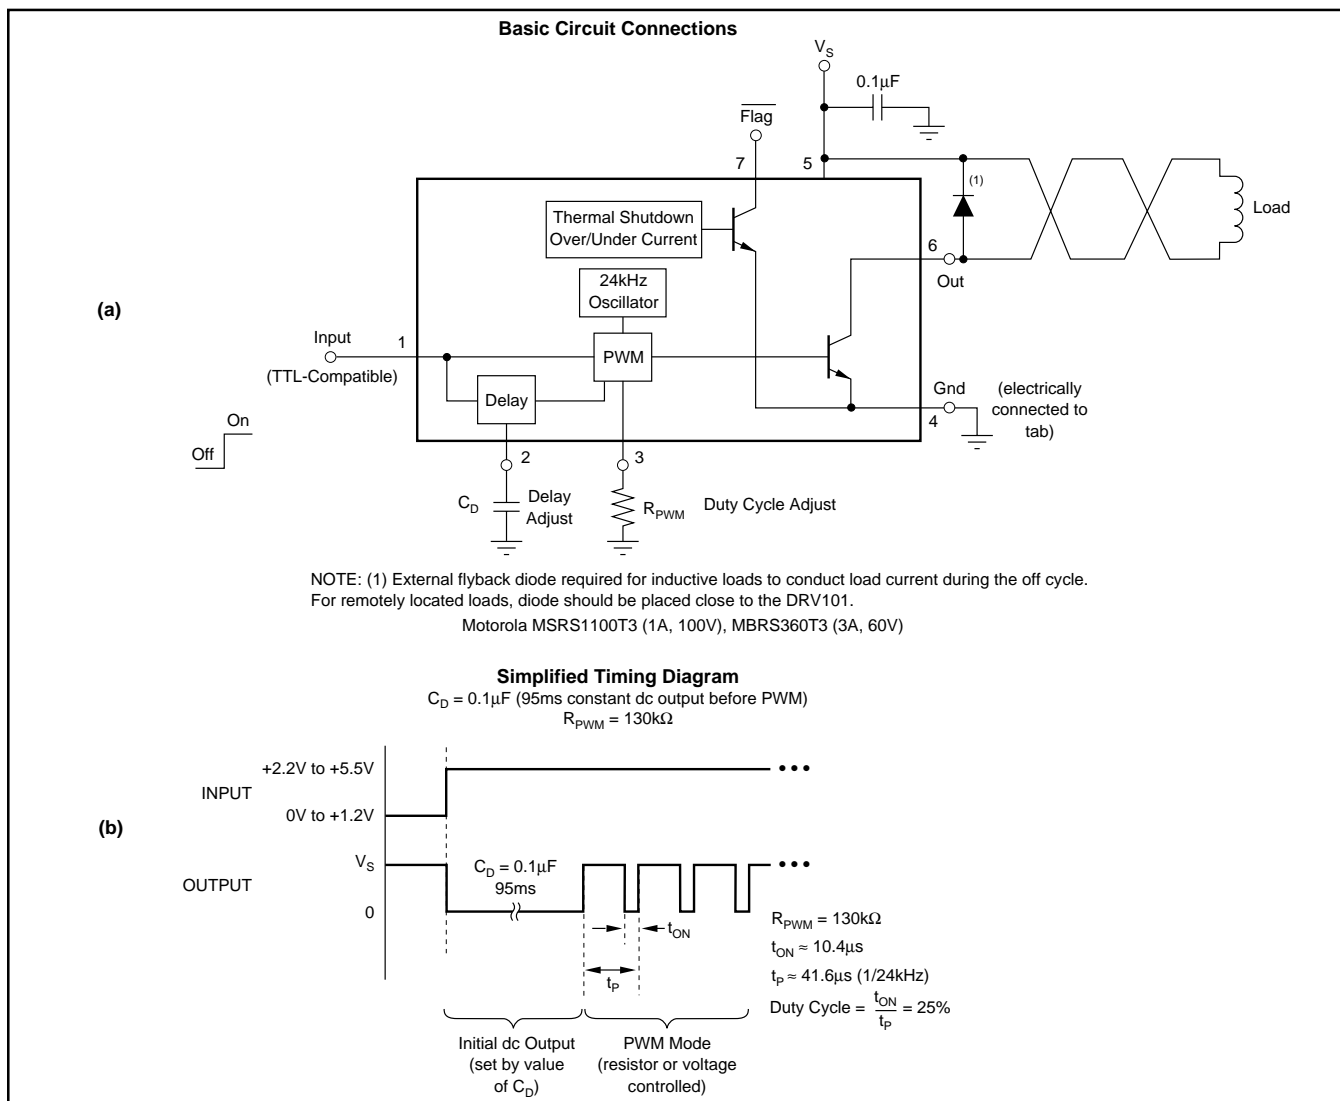 Basic Circuit Connections
V_S
0.1µF
Flag
7
5
(1)
Load
Thermal Shutdown
Over/Under Current
6
Out
24kHz
Oscillator
(a)
Input
1
(TTL-Compatible)
PWM
Delay
Gnd
4
(electrically
connected to
tab)
On
Off
2
3
C_D
Delay
Adjust
R_PWM
Duty Cycle Adjust
NOTE: (1) External flyback diode required for inductive loads to conduct load current during the off cycle.
For remotely located loads, diode should be placed close to the DRV101.
Motorola MSRS1100T3 (1A, 100V), MBRS360T3 (3A, 60V)
Simplified Timing Diagram
C_D = 0.1µF (95ms constant dc output before PWM)
R_PWM = 130kΩ
+2.2V to +5.5V
INPUT
0V to +1.2V
(b)
V_S
OUTPUT
0
C_D = 0.1µF
95ms
t_ON
t_P
R_PWM = 130kΩ
t_ON ≈ 10.4µs
t_P ≈ 41.6µs (1/24kHz)
Duty Cycle = t_ON / t_P = 25%
Initial dc Output
(set by value
of C_D)
PWM Mode
(resistor or voltage
controlled)